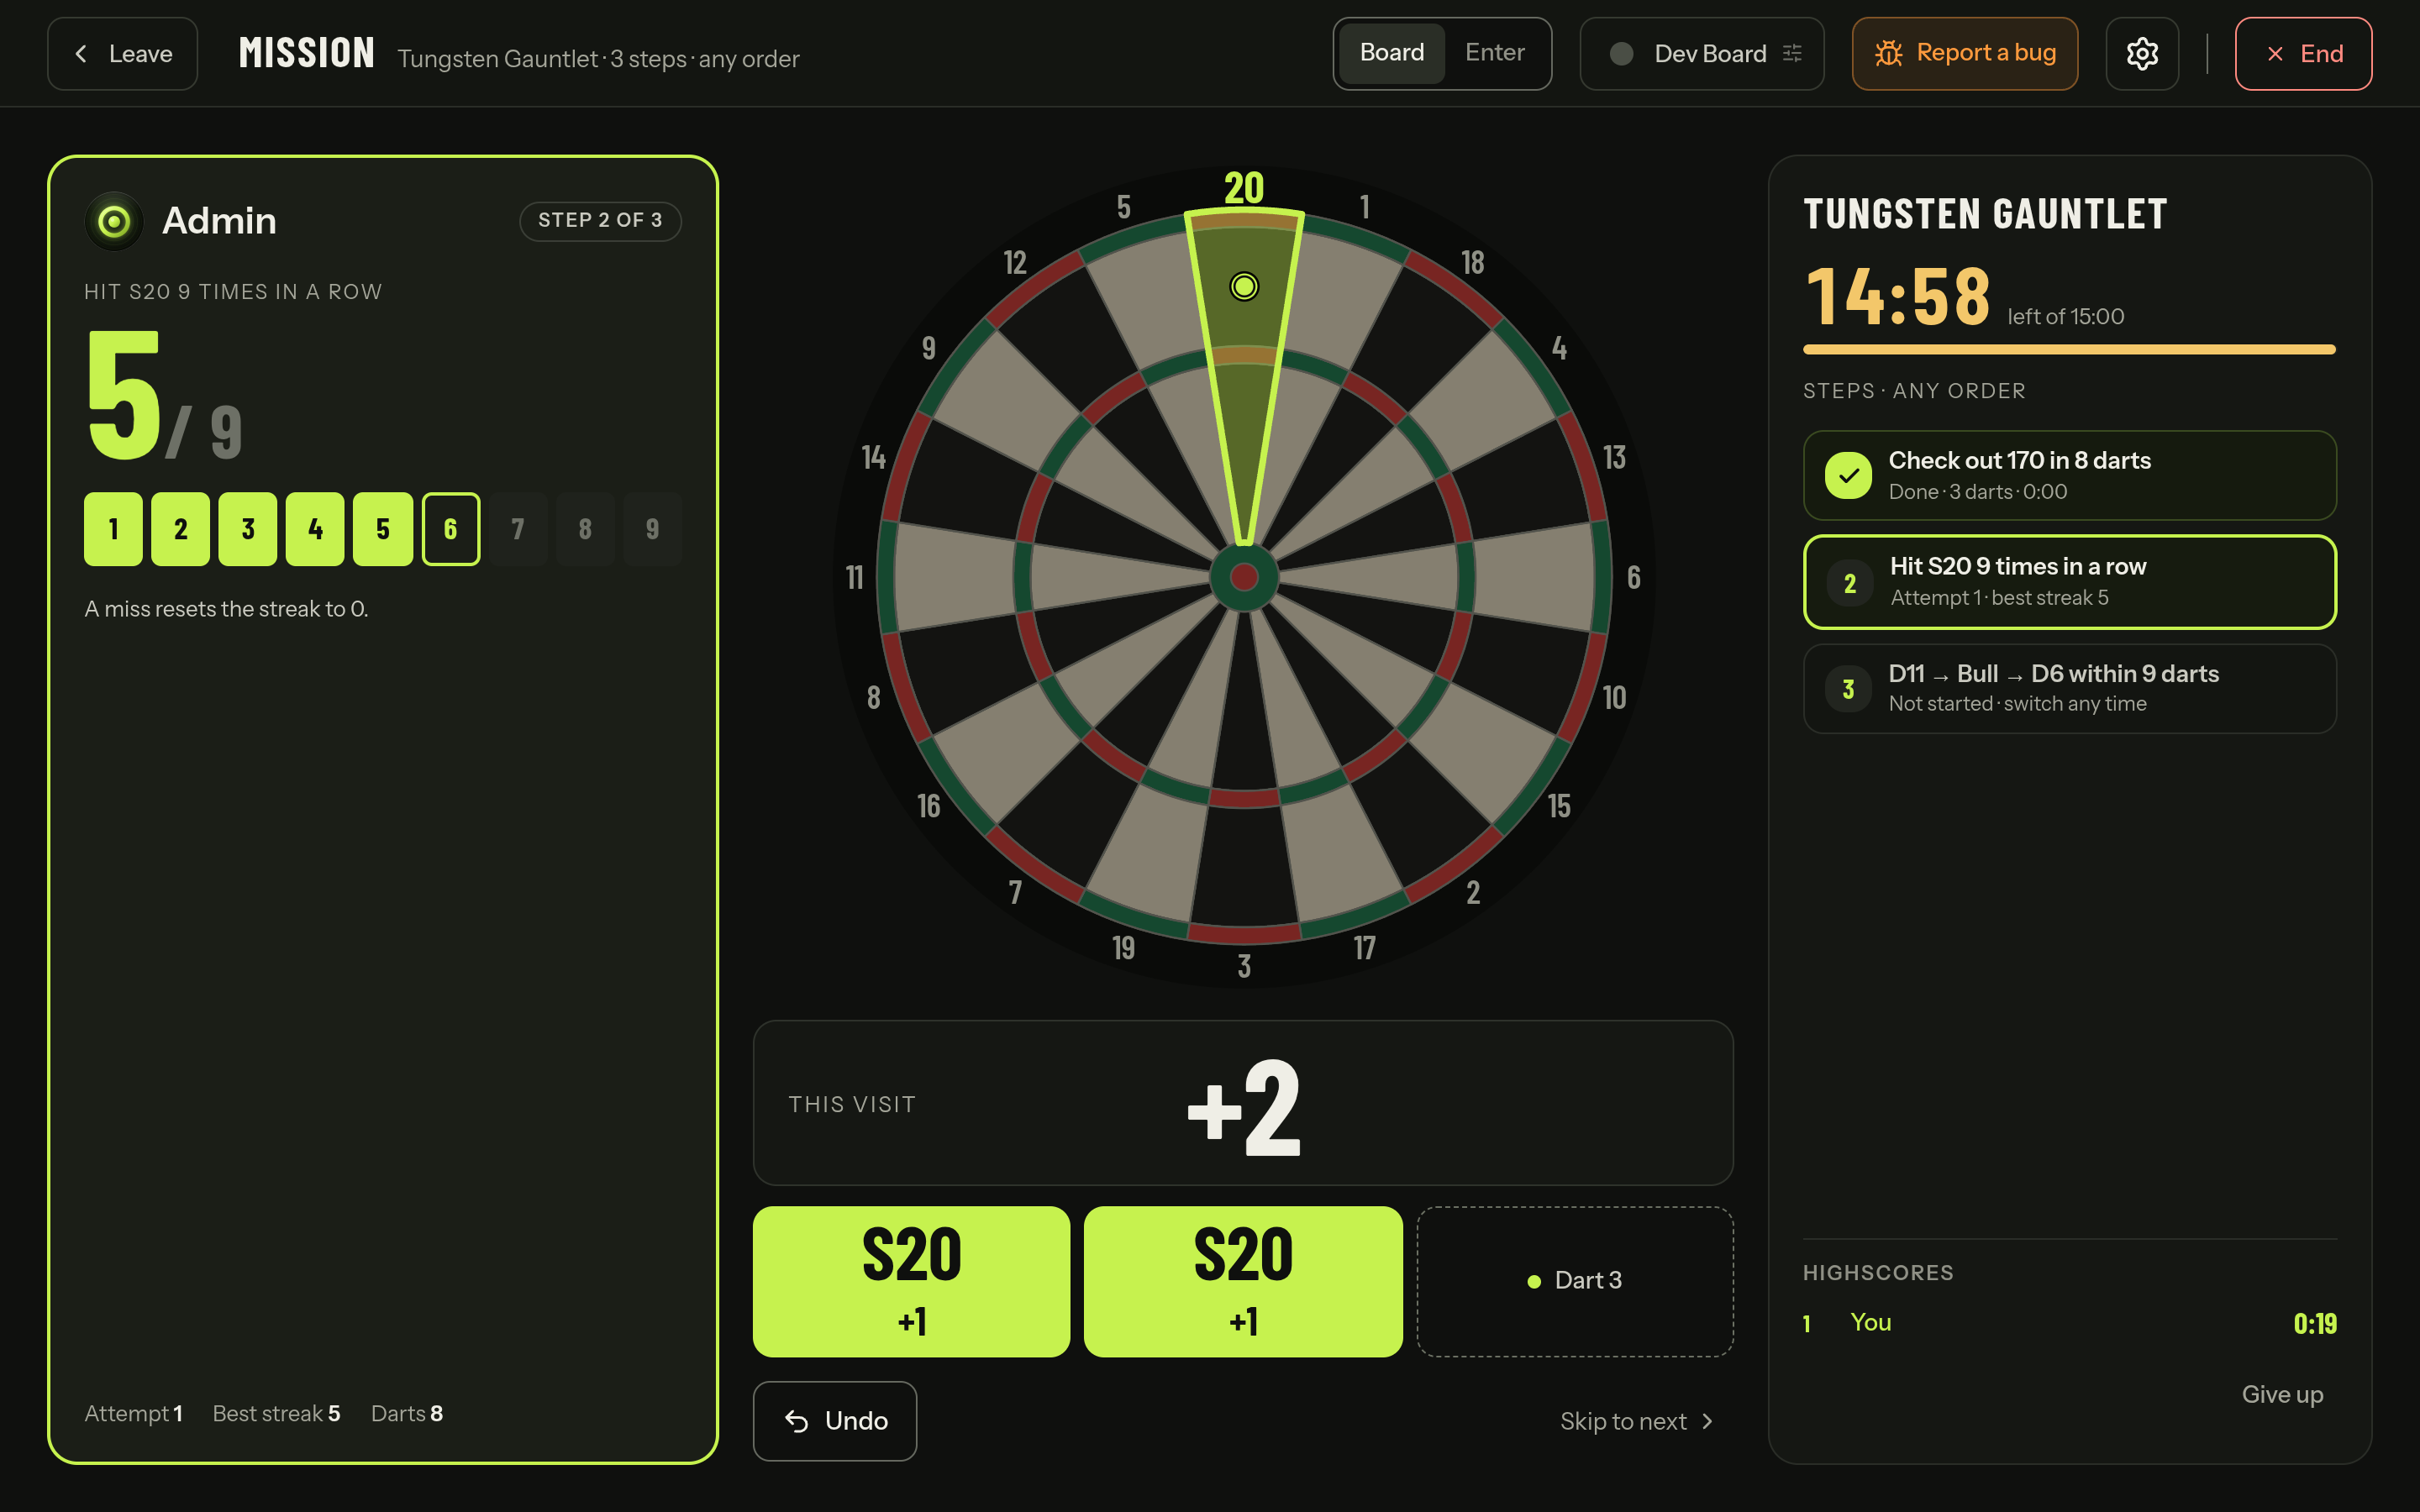 Leave
MISSION
Tungsten Gauntlet · 3 steps · any order
Board
Enter
Dev Board
Report a bug
End
Admin
STEP 2 OF 3
HIT S20 9 TIMES IN A ROW
5 / 9
1 2 3 4 5 6 7 8 9
A miss resets the streak to 0.
Attempt 1 Best streak 5 Darts 8
20
1
18
4
13
6
10
15
2
17
3
19
7
16
8
11
14
9
12
5
THIS VISIT
+2
S20
+1
S20
+1
Dart 3
Undo
Skip to next
TUNGSTEN GAUNTLET
14:58 left of 15:00
STEPS · ANY ORDER
Check out 170 in 8 darts
Done · 3 darts · 0:00
2
Hit S20 9 times in a row
Attempt 1 · best streak 5
3
D11 → Bull → D6 within 9 darts
Not started · switch any time
HIGHSCORES
1 You 0:19
Give up